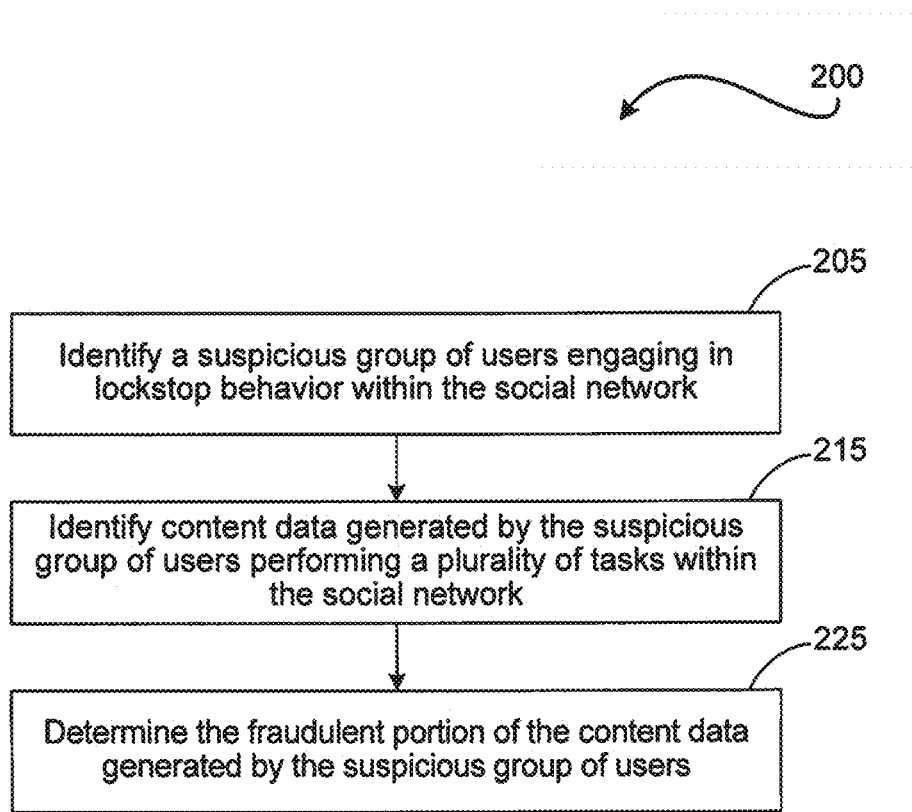 200
205
Identify a suspicious group of users engaging in
lockstop behavior within the social network
215
Identify content data generated by the suspicious
group of users performing a plurality of tasks within
the social network
225
Determine the fraudulent portion of the content data
generated by the suspicious group of users